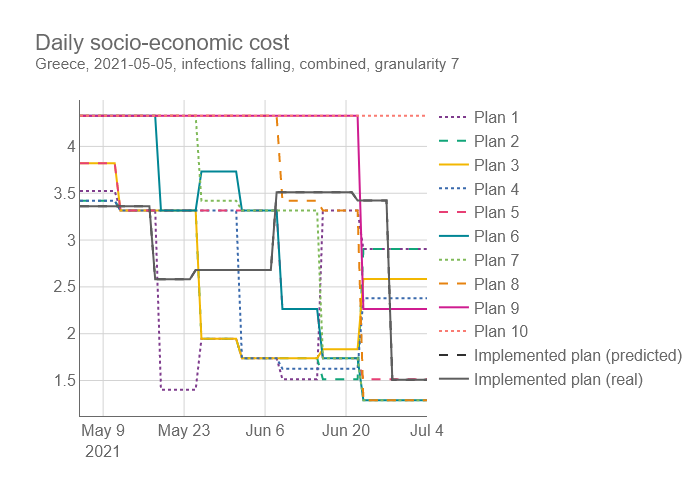 Daily socio-economic cost
Greece, 2021-05-05, infections falling, combined, granularity 7
4
3.5
3
2.5
2
1.5
May 9
2021
May 23
Jun 6
Jun 20
Jul 4
Plan 1
Plan 2
Plan 3
Plan 4
Plan 5
Plan 6
Plan 7
Plan 8
Plan 9
Plan 10
Implemented plan (predicted)
Implemented plan (real)